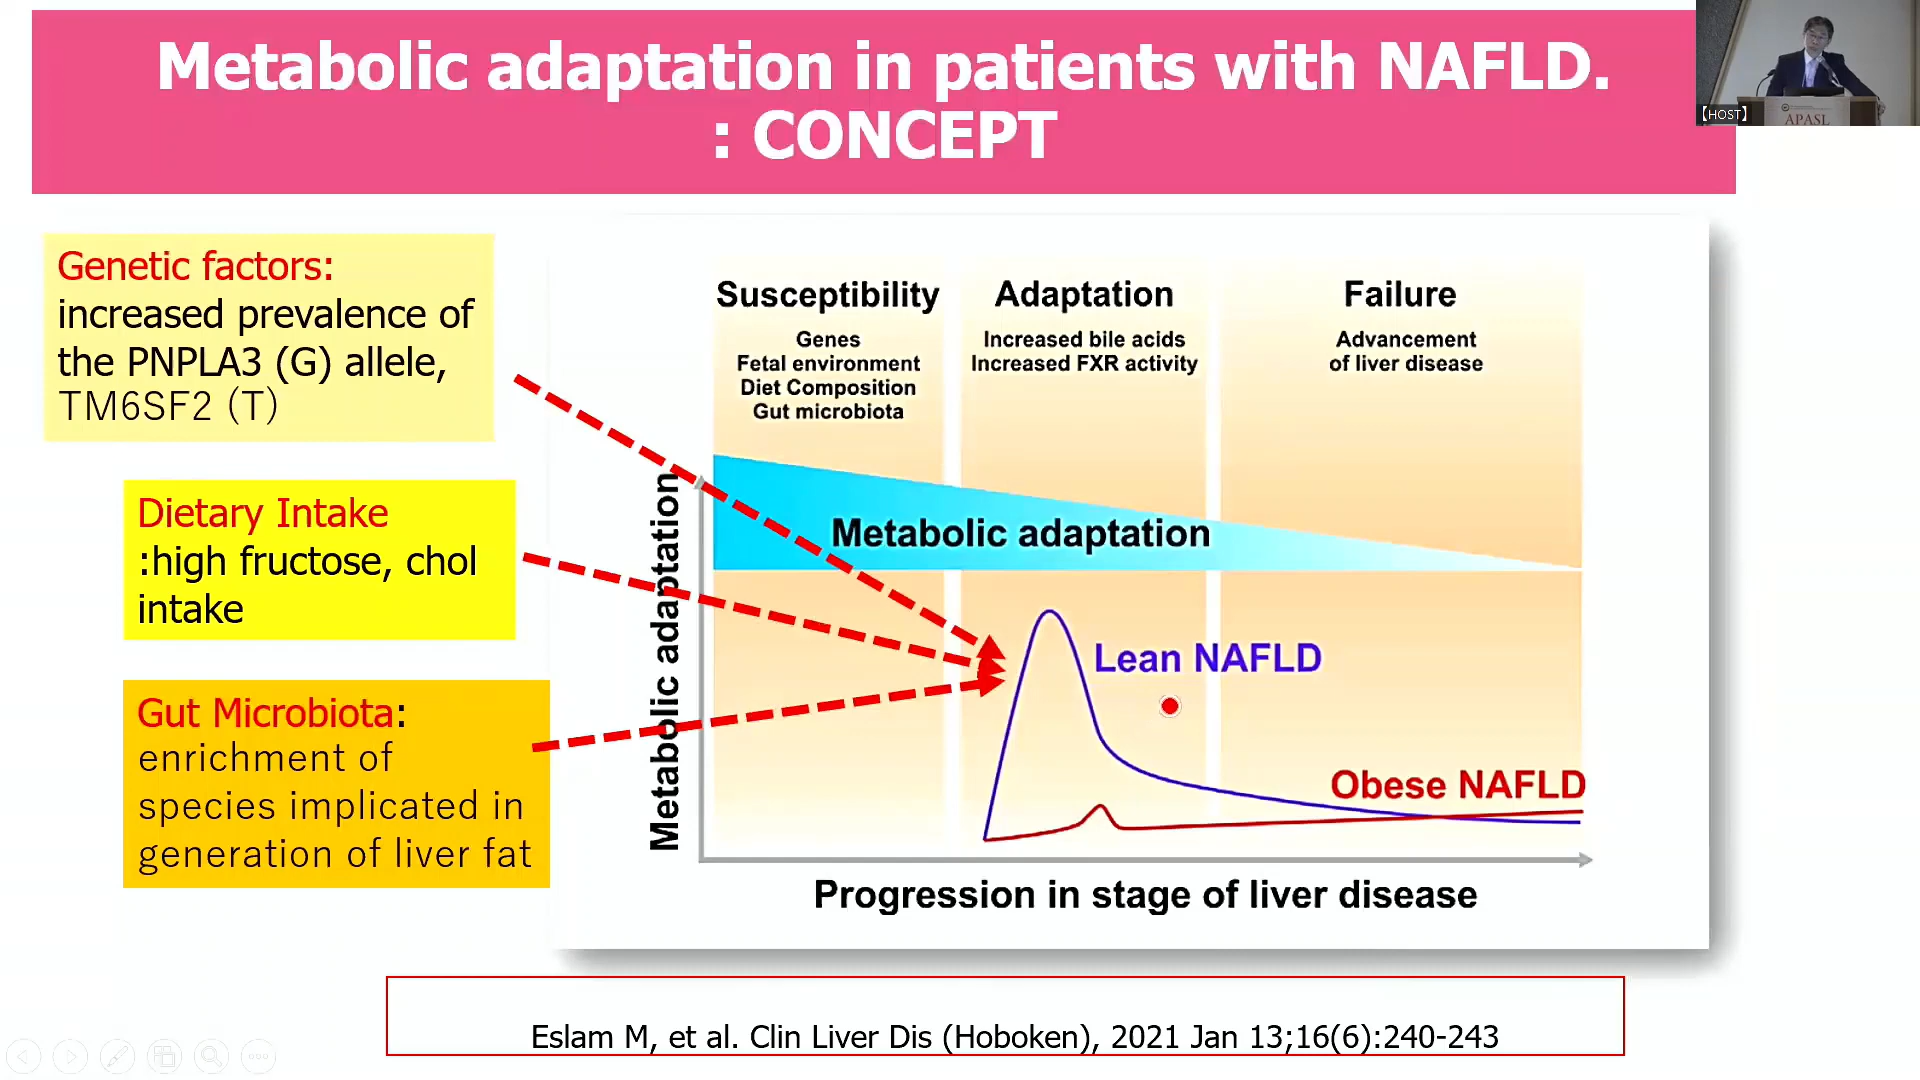 Metabolic adaptation in patients with NAFLD.
: CONCEPT
【HOST】
APASL
Genetic factors:
increased prevalence of
the PNPLA3 (G) allele,
TM6SF2 (T)
Dietary Intake
:high fructose, chol
intake
Gut Microbiota:
enrichment of
species implicated in
generation of liver fat
Susceptibility
Genes
Fetal environment
Diet Composition
Gut microbiota
Adaptation
Increased bile acids
Increased FXR activity
Failure
Advancement
of liver disease
Metabolic adaptation
Metabolic adaptation
Lean NAFLD
Obese NAFLD
Progression in stage of liver disease
Eslam M, et al. Clin Liver Dis (Hoboken), 2021 Jan 13;16(6):240-243